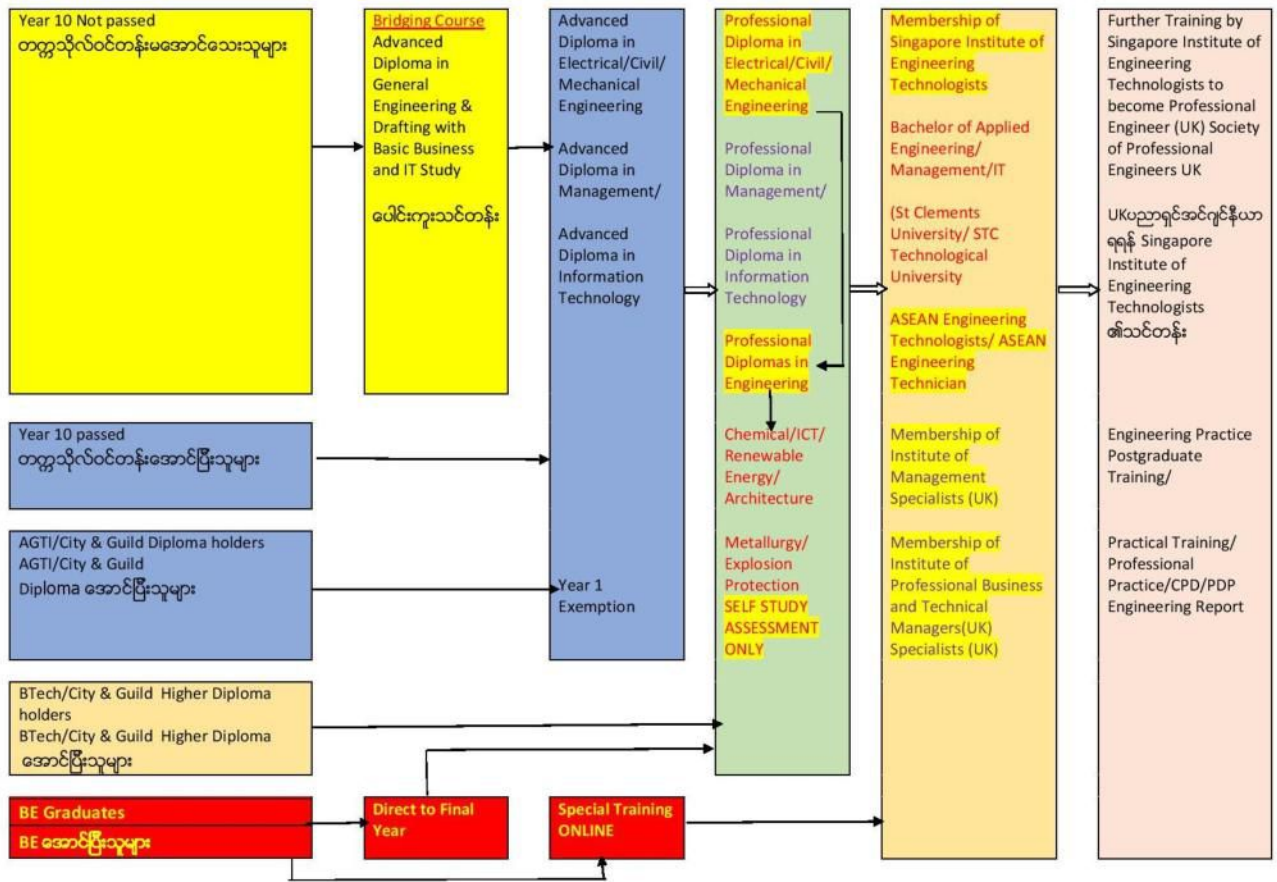 Year 10 Not passed
တက္ကသိုလ်ဝင်တန်းမအောင်သေးသူများ
Bridging Course
Advanced
Diploma in
General
Engineering &
Drafting with
Basic Business
and IT Study
ပေါင်းကူးသင်တန်း
Advanced
Diploma in
Electrical/Civil/
Mechanical
Engineering
Advanced
Diploma in
Management/
Advanced
Diploma in
Information
Technology
Year 1
Exemption
Professional
Diploma in
Electrical/Civil/
Mechanical
Engineering
Professional
Diploma in
Management/
Professional
Diploma in
Information
Technology
Professional
Diplomas in
Engineering
Chemical/ICT/
Renewable
Energy/
Architecture
Metallurgy/
Explosion
Protection
SELF STUDY
ASSESSMENT
ONLY
Membership of
Singapore Institute of
Engineering
Technologists
Bachelor of Applied
Engineering/
Management/IT
(St Clements
University/ STC
Technological
University
ASEAN Engineering
Technologists/ ASEAN
Engineering
Technician
Membership of
Institute of
Management
Specialists (UK)
Membership of
Institute of
Professional Business
and Technical
Managers(UK)
Specialists (UK)
Further Training by
Singapore Institute of
Engineering
Technologists to
become Professional
Engineer (UK) Society
of Professional
Engineers UK
UKပညာရှင်အင်ဂျင်နီယာ
ရရန် Singapore
Institute of
Engineering
Technologists
၏သင်တန်း
Engineering Practice
Postgraduate
Training/
Practical Training/
Professional
Practice/CPD/PDP
Engineering Report
Year 10 passed
တက္ကသိုလ်ဝင်တန်းအောင်ပြီးသူများ
AGTI/City & Guild Diploma holders
AGTI/City & Guild
Diploma အောင်ပြီးသူများ
BTech/City & Guild Higher Diploma
holders
BTech/City & Guild Higher Diploma
အောင်ပြီးသူများ
BE Graduates
BE အောင်ပြီးသူများ
Direct to Final
Year
Special Training
ONLINE